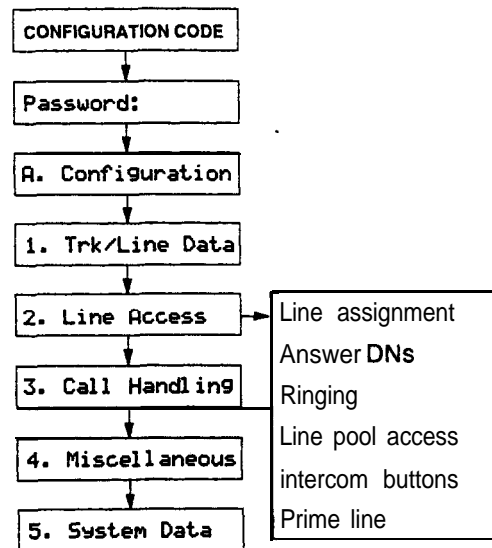 CONFIGURATION CODE
Password:
A. Configuration
1. Trk/Line Data
2. Line Access
3. Call Handling
4. Miscellaneous
5. System Data
Line assignment
Answer DNs
Ringing
Line pool access
intercom buttons
Prime line